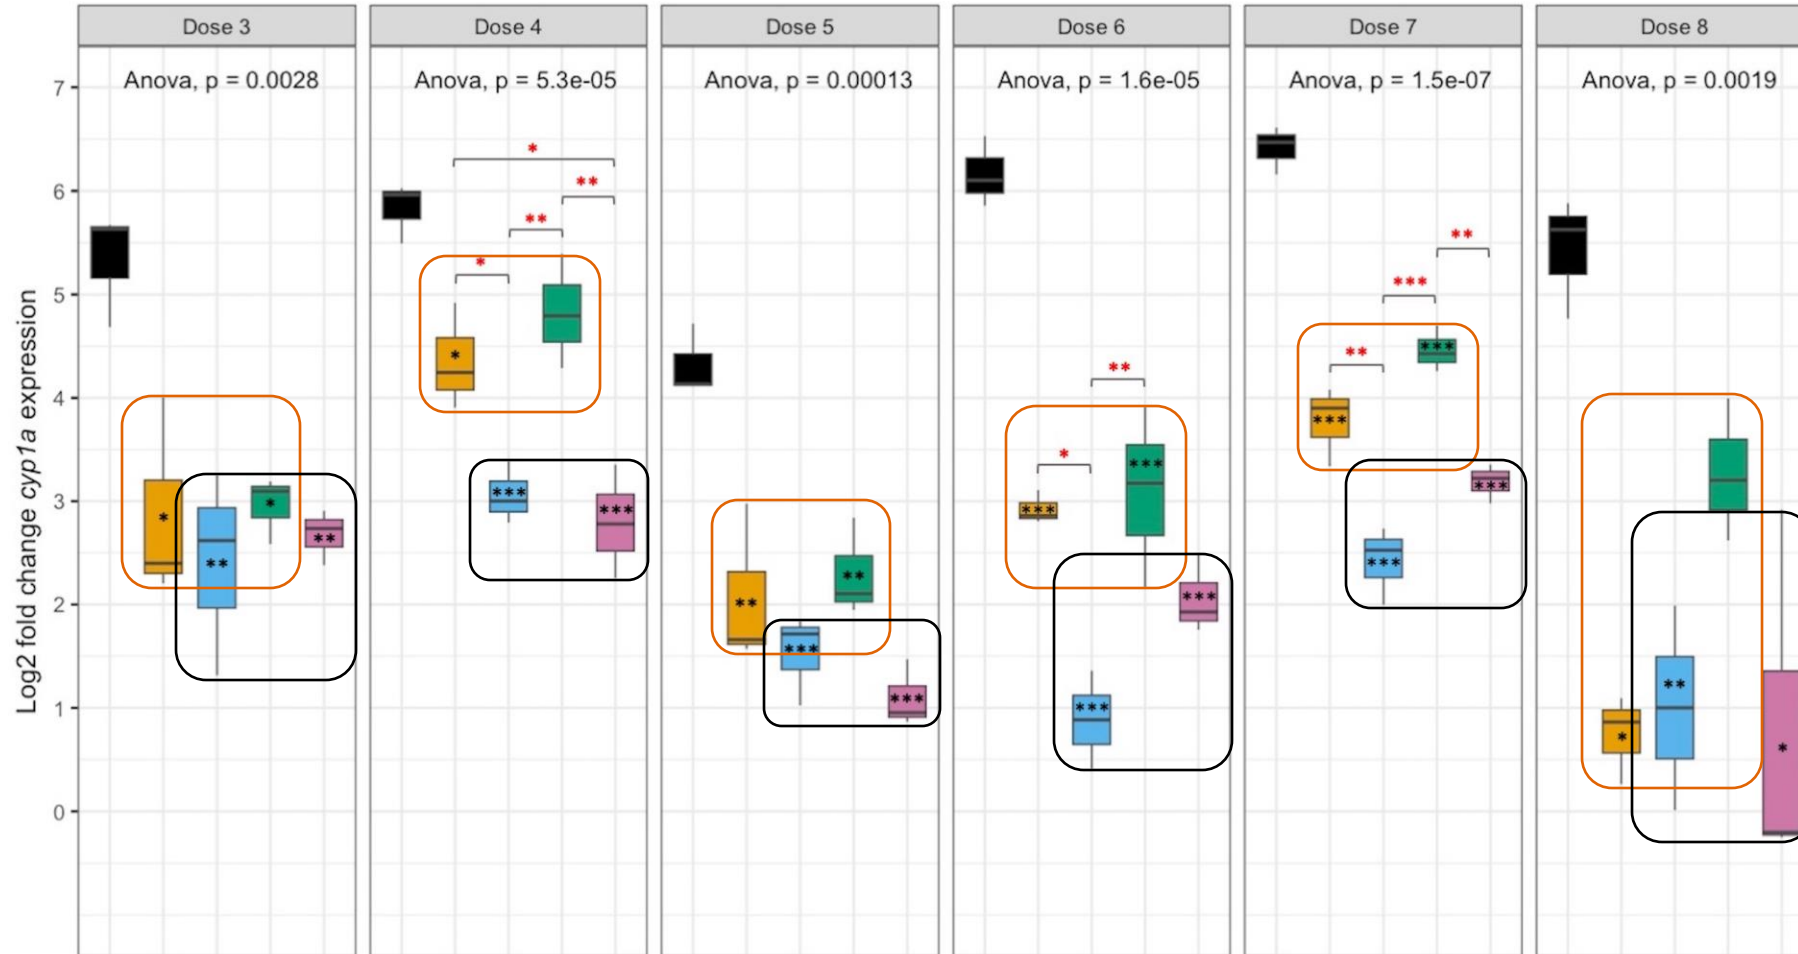 Dose 3 Dose 4 Dose 5 Dose 6 Dose 7 Dose 8
Anova, p = 0.0028 Anova, p = 5.3e-05 Anova, p = 0.00013 Anova, p = 1.6e-05 Anova, p = 1.5e-07 Anova, p = 0.0019
Log2 fold change cyp1a expression
7
6
5
4
3
2
1
0
* ** * **
* ** ** * * *** ***
** *** ** ***
** * *** *** *** ***
** *** ** *** *** *** ***
* ** *